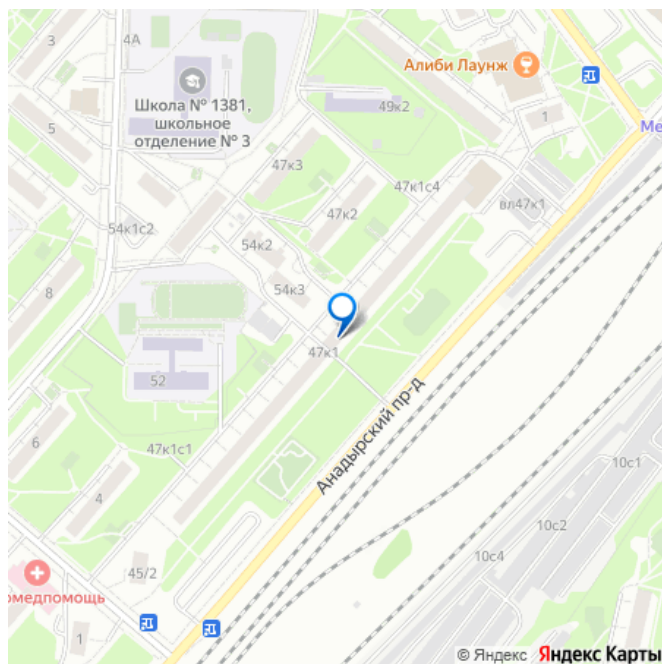 3
4А
Алиби Лаунж
Школа № 1381,
школьное
отделение № 3
49к2
1
Ме
5
47к3
47к1с4
вл47к1
54к1с2
47к2
54к2
8
54к3
47к1
52
Анадырский пр-д
6
47к1с1
4
10с1
10с2
10с4
45/2
омедпомощь
1
© Яндекс Яндекс Карты